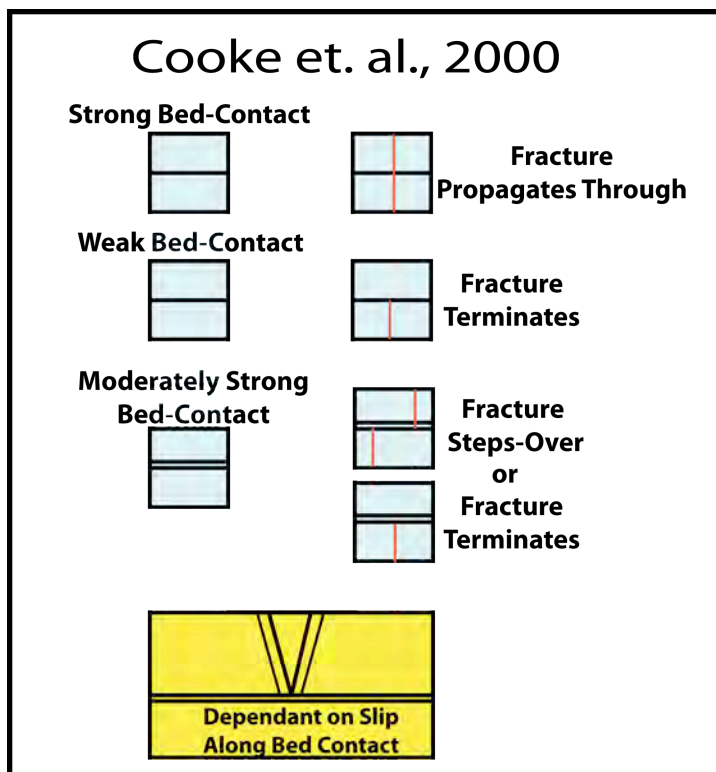 Cooke et. al., 2000
Strong Bed-Contact
Fracture
Propagates Through
Weak Bed-Contact
Fracture
Terminates
Moderately Strong
Bed-Contact
Fracture
Steps-Over
or
Fracture
Terminates
Dependant on Slip
Along Bed Contact